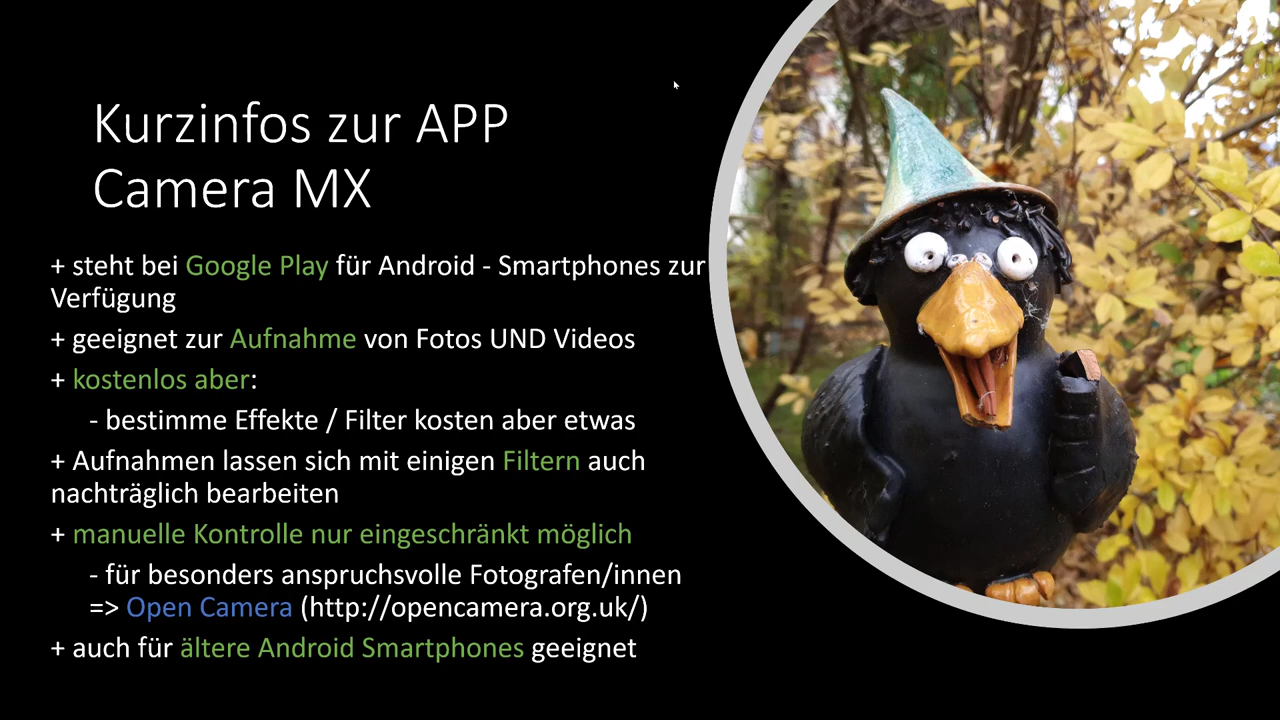 Kurzinfos zur APP
Camera MX
+ steht bei Google Play für Android - Smartphones zur
Verfügung
+ geeignet zur Aufnahme von Fotos UND Videos
+ kostenlos aber:
- bestimme Effekte / Filter kosten aber etwas
+ Aufnahmen lassen sich mit einigen Filtern auch
nachträglich bearbeiten
+ manuelle Kontrolle nur eingeschränkt möglich
- für besonders anspruchsvolle Fotografen/innen
=> Open Camera (http://opencamera.org.uk/)
+ auch für ältere Android Smartphones geeignet